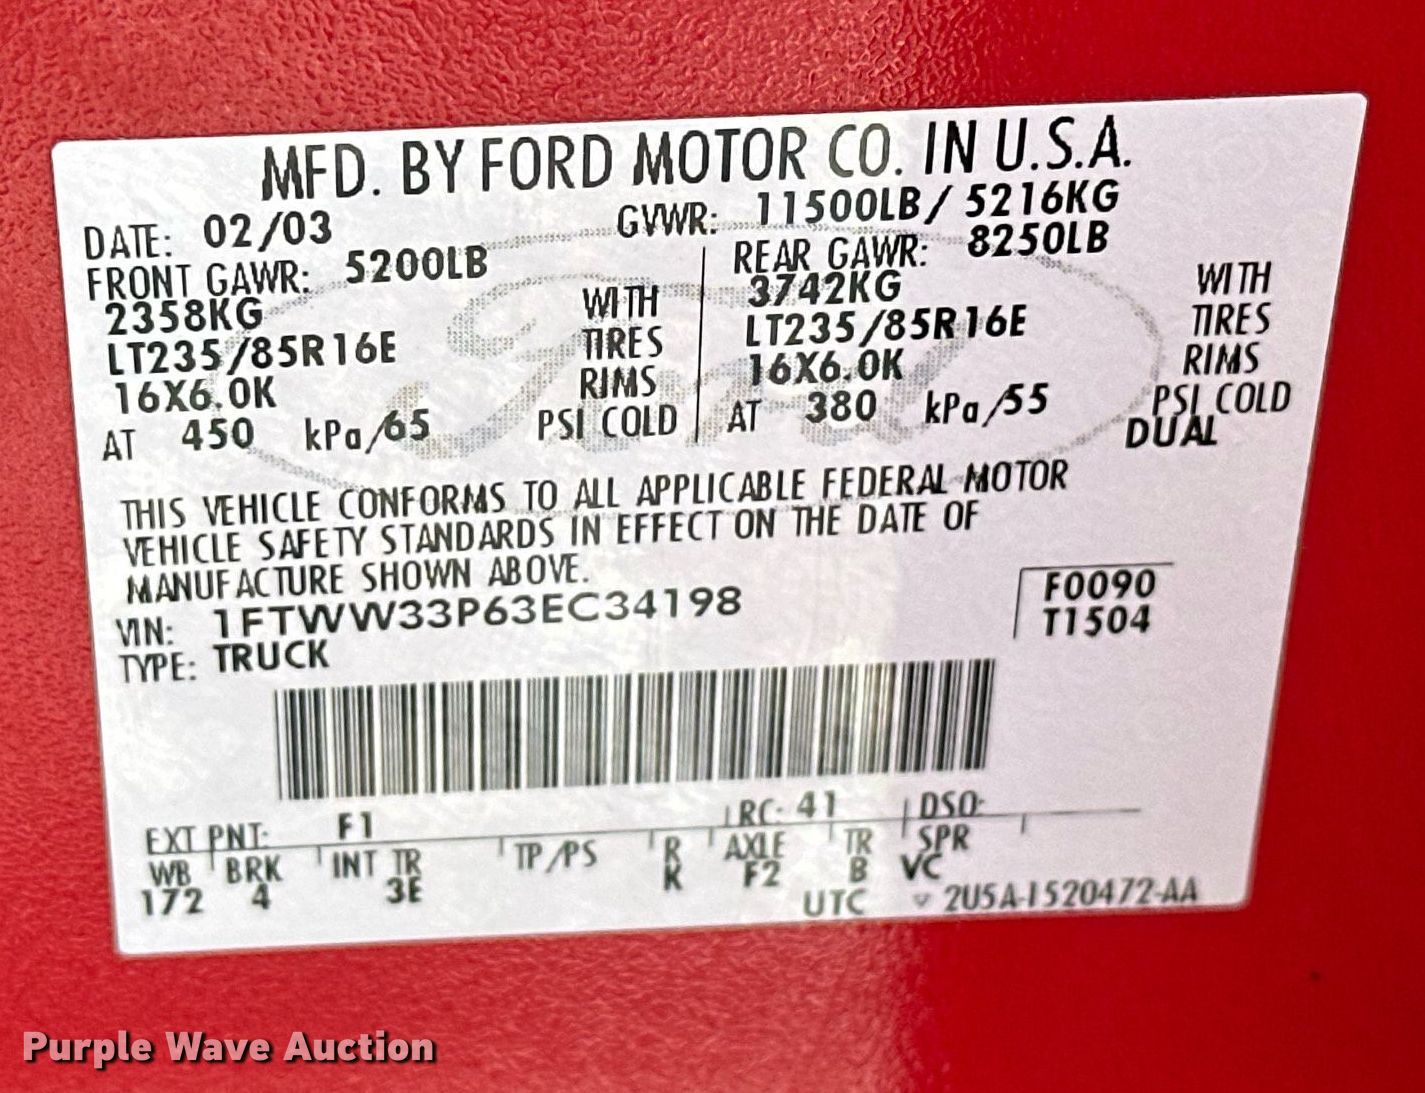 MFD. BY FORD MOTOR CO. IN U.S.A.
DATE: 02/03 GVWR: 11500LB/ 5216KG
FRONT GAWR: 5200LB REAR GAWR: 8250LB
2358KG WITH 3742KG WITH
LT235/85R16E TIRES LT235/85R16E TIRES
16X6.0K RIMS 16X6.0K RIMS
AT 450 kPa/65 PSI COLD AT 380 kPa/55 PSI COLD
DUAL
Ford
THIS VEHICLE CONFORMS TO ALL APPLICABLE FEDERAL MOTOR
VEHICLE SAFETY STANDARDS IN EFFECT ON THE DATE OF
MANUFACTURE SHOWN ABOVE.
VIN: 1FTWW33P63EC34198 F0090
TYPE: TRUCK T1504
EXT PNT: F1 RC: 41 DSO:
WB BRK INT TR TP/PS R AXLE TR SPR
172 4 3E K F2 B VC
UTC ▽ 2U5A-1520472-AA
Purple Wave Auction